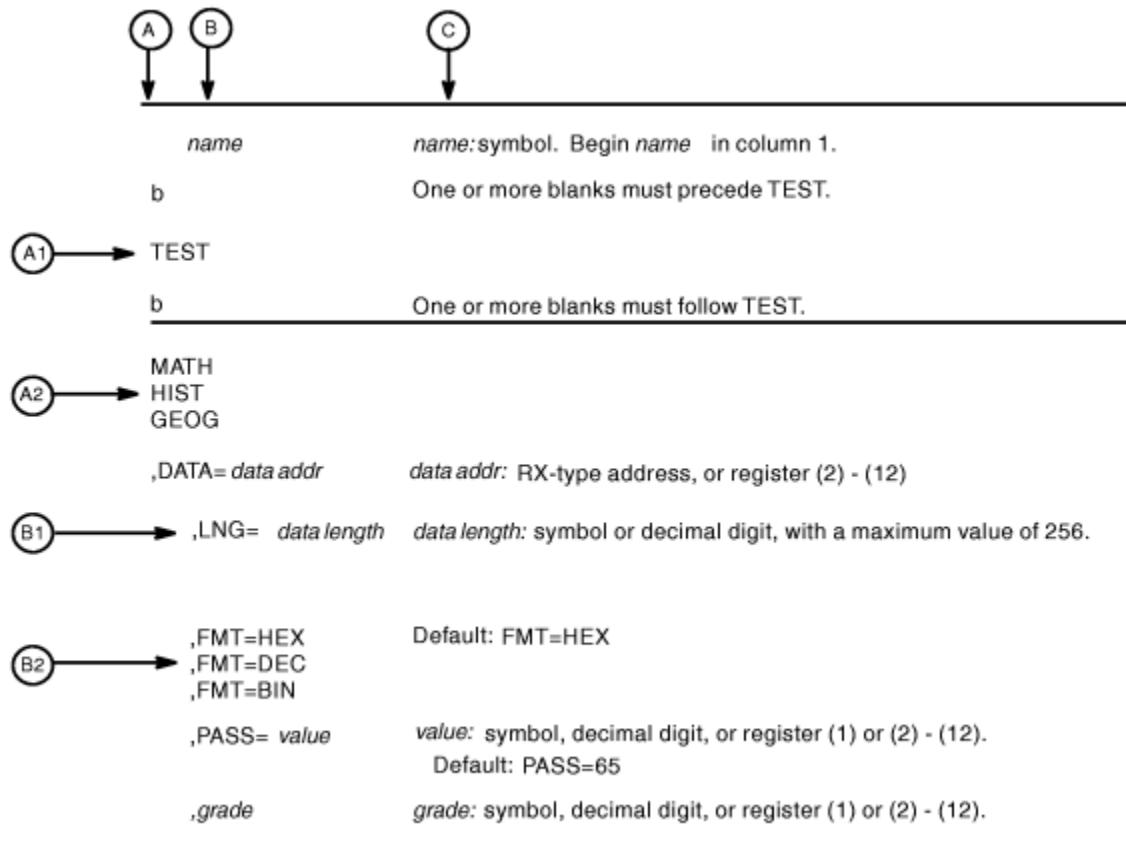 A B C
name name: symbol. Begin name in column 1.
b One or more blanks must precede TEST.
A1 TEST
b One or more blanks must follow TEST.
MATH
A2 HIST
GEOG
,DATA= data addr data addr: RX-type address, or register (2) - (12)
B1 ,LNG= data length data length: symbol or decimal digit, with a maximum value of 256.
,FMT=HEX Default: FMT=HEX
B2 ,FMT=DEC
,FMT=BIN
,PASS= value value: symbol, decimal digit, or register (1) or (2) - (12).
Default: PASS=65
,grade grade: symbol, decimal digit, or register (1) or (2) - (12).